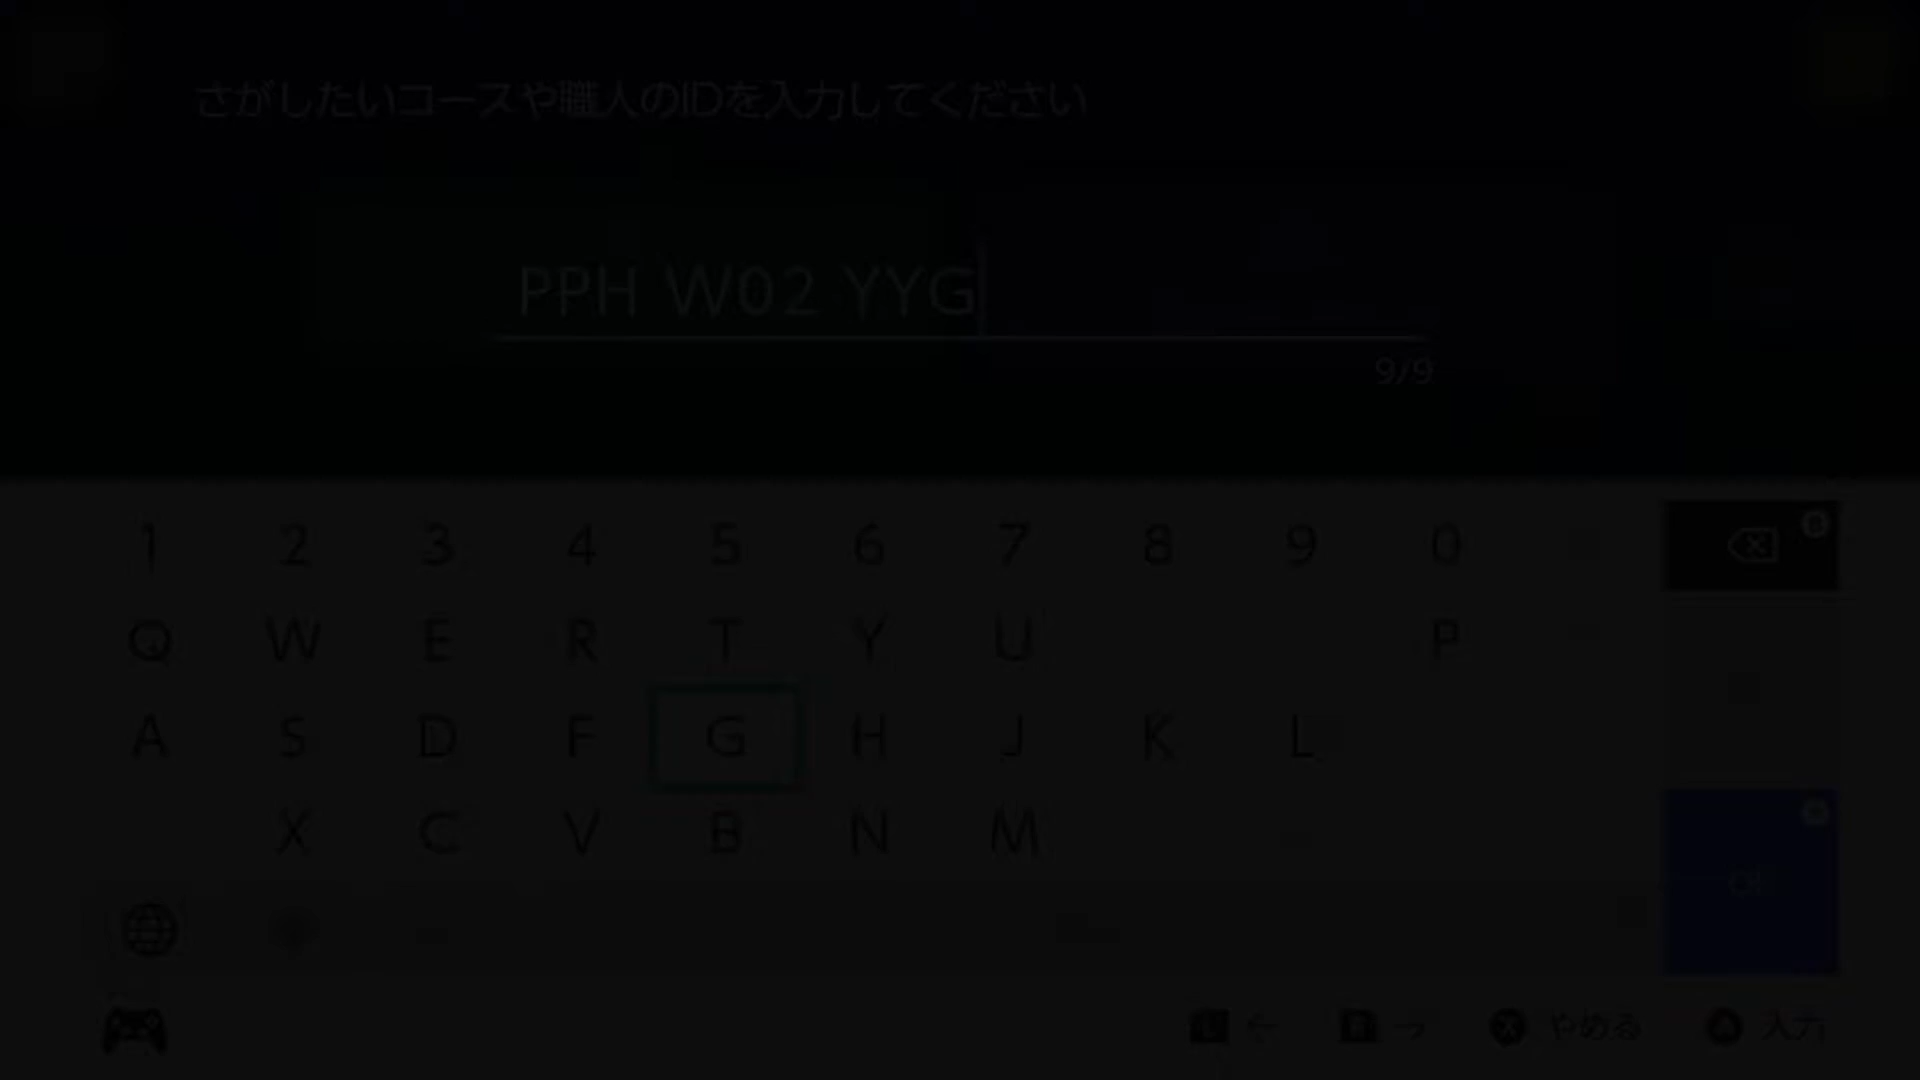 さがしたいコースや職人のIDを入力してください
PPH W02 YYG
9/9
1 2 3 4 5 6 7 8 9 0
Q W E R T Y U P
A S D F G H J K L
X C V B N M
← → やめる 入力